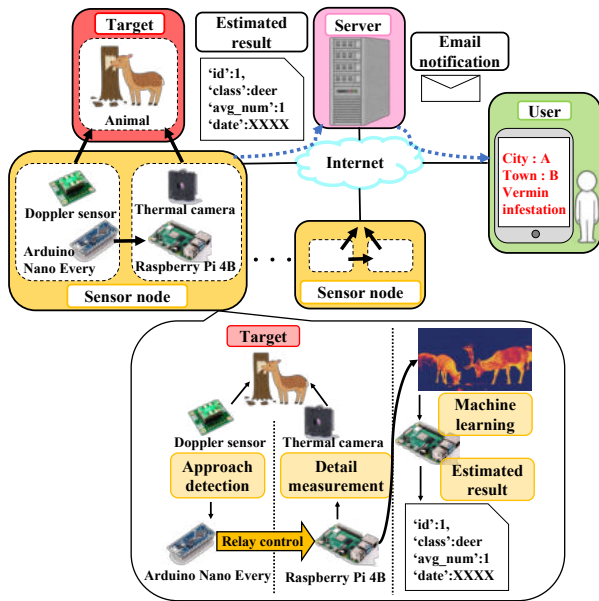 Target
Animal
Estimated
result
'id':1,
'class':deer
'avg_num':1
'date':XXXX
Server
Email
notification
Internet
User
City : A
Town : B
Vermin
infestation
Doppler sensor
Thermal camera
Arduino
Nano Every
Raspberry Pi 4B
Sensor node
. . .
Sensor node
Target
Doppler sensor
Thermal camera
Approach
detection
Detail
measurement
Relay control
Arduino Nano Every
Raspberry Pi 4B
Machine
learning
Estimated
result
'id':1,
'class':deer
'avg_num':1
'date':XXXX